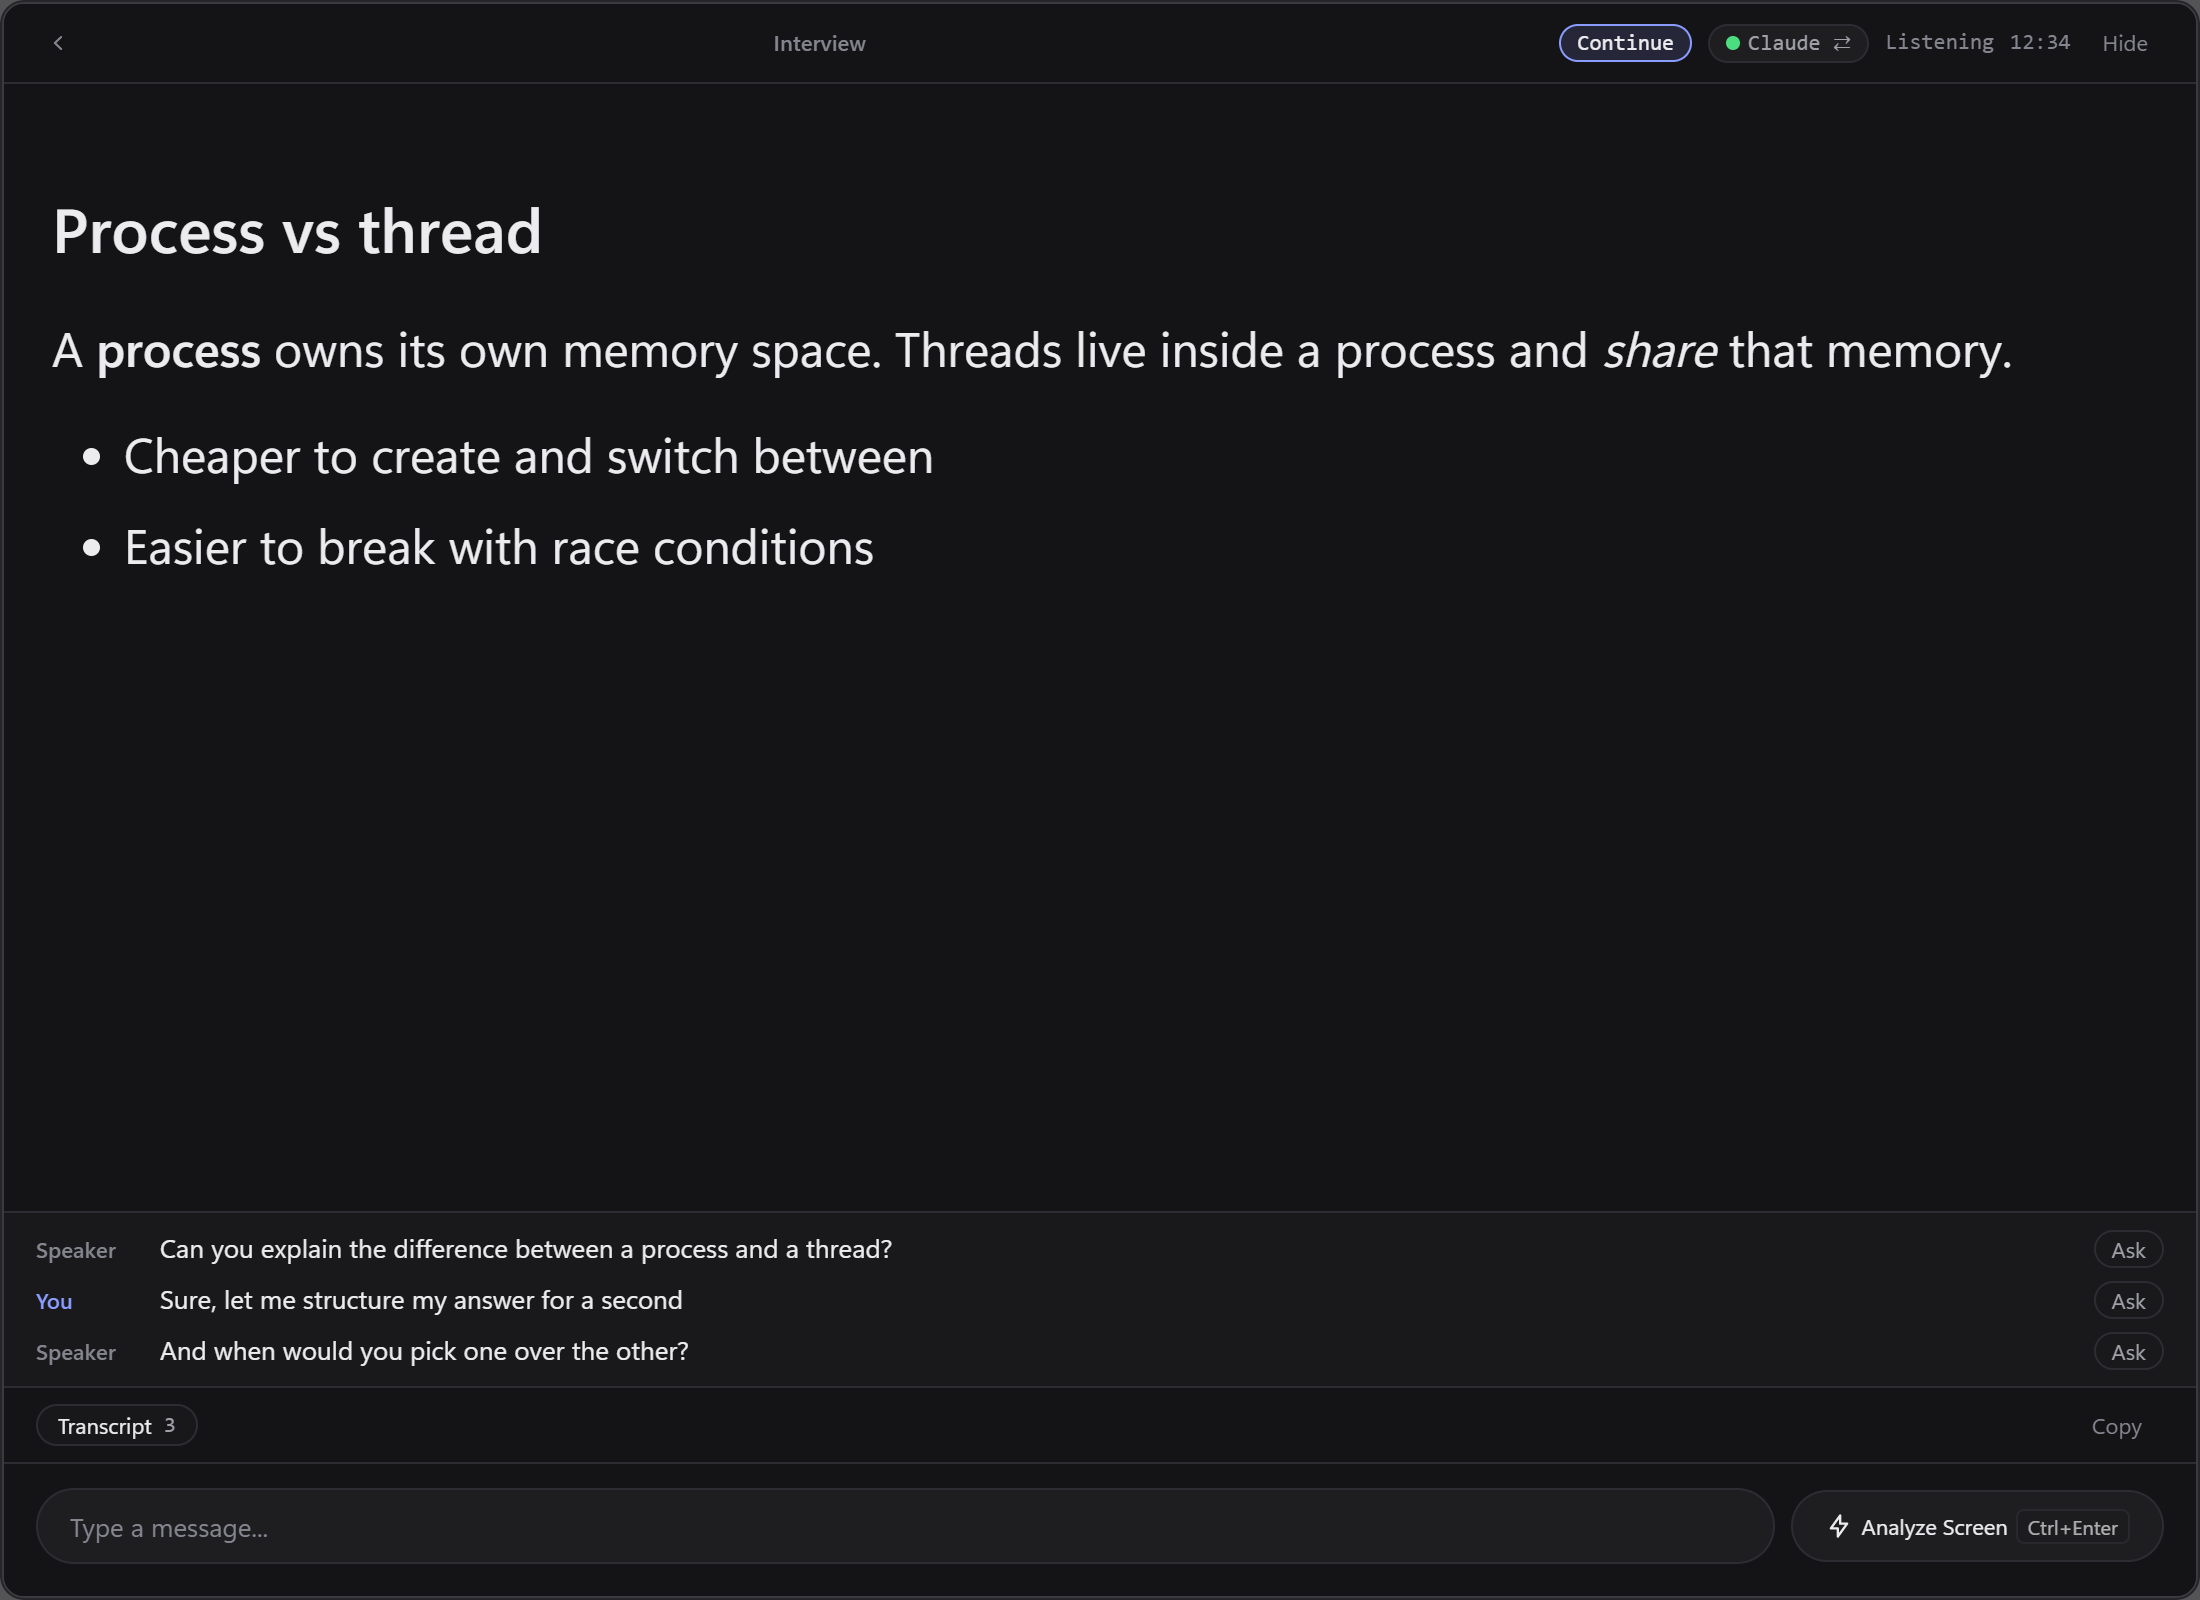 Interview
Continue
Claude ⇄
Listening 12:34
Hide
Process vs thread
A process owns its own memory space. Threads live inside a process and share that memory.
• Cheaper to create and switch between
• Easier to break with race conditions
Speaker Can you explain the difference between a process and a thread? Ask
You Sure, let me structure my answer for a second Ask
Speaker And when would you pick one over the other? Ask
Transcript 3 Copy
Type a message... Analyze Screen Ctrl+Enter